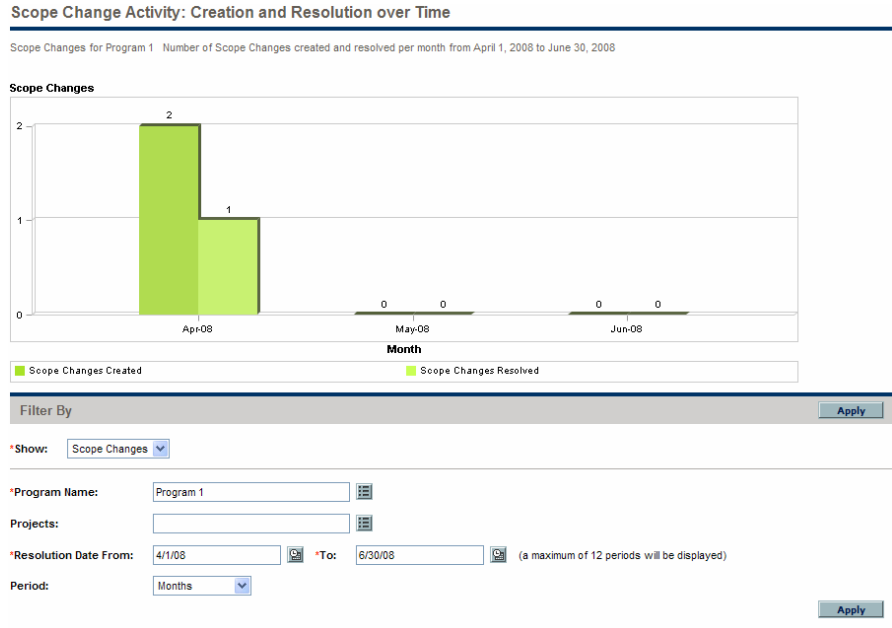 Scope Change Activity: Creation and Resolution over Time
Scope Changes for Program 1 Number of Scope Changes created and resolved per month from April 1, 2008 to June 30, 2008
Scope Changes
2
2
1
1
0 0 0 0
0
Apr-08 May-08 Jun-08
Month
Scope Changes Created Scope Changes Resolved
Filter By Apply
*Show: Scope Changes
*Program Name: Program 1
Projects:
*Resolution Date From: 4/1/08 *To: 6/30/08 (a maximum of 12 periods will be displayed)
Period: Months
Apply